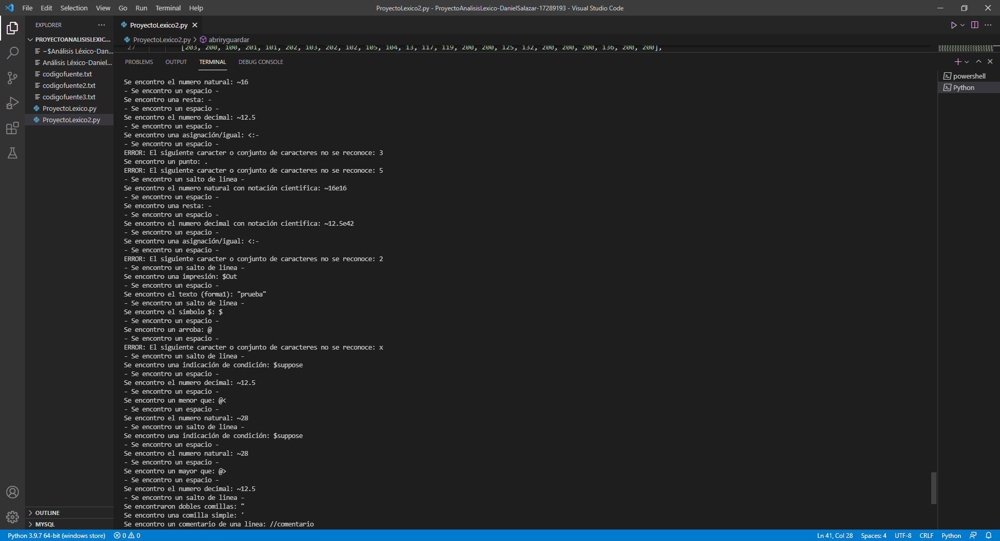 File Edit Selection View Go Run Terminal Help
ProyectoLexico2.py - ProyectoAnalisisLexico-DanielSalazar-17289193 - Visual Studio Code
EXPLORER
PROYECTOANALISISLEXIC...
~$Análisis Léxico-Dan...
Análisis Léxico-Daniel...
codigofuente.txt
codigofuente2.txt
codigofuente3.txt
ProyectoLexico.py
ProyectoLexico2.py
OUTLINE
MYSQL
ProyectoLexico2.py
ProyectoLexico2.py > abriryguardar
27 [203, 200, 100, 201, 101, 202, 103, 202, 102, 105, 104, 13, 117, 119, 200, 200, 125, 132, 200, 200, 200, 136, 200, 200],
PROBLEMS OUTPUT TERMINAL DEBUG CONSOLE
Se encontro el numero natural: ~16
- Se encontro un espacio -
Se encontro una resta: -
- Se encontro un espacio -
Se encontro el numero decimal: ~12.5
- Se encontro un espacio -
Se encontro una asignación/igual: <:-
- Se encontro un espacio -
ERROR: El siguiente caracter o conjunto de caracteres no se reconoce: 3
Se encontro un punto: .
ERROR: El siguiente caracter o conjunto de caracteres no se reconoce: 5
- Se encontro un salto de linea -
Se encontro el numero natural con notación cientifica: ~16e16
- Se encontro un espacio -
Se encontro una resta: -
- Se encontro un espacio -
Se encontro el numero decimal con notación cientifica: ~12.5e42
- Se encontro un espacio -
Se encontro una asignación/igual: <:-
- Se encontro un espacio -
ERROR: El siguiente caracter o conjunto de caracteres no se reconoce: 2
- Se encontro un salto de linea -
Se encontro una impresión: $Out
- Se encontro un espacio -
Se encontro el texto (forma1): "prueba"
- Se encontro un salto de linea -
Se encontro el simbolo $: $
- Se encontro un espacio -
Se encontro un arroba: @
- Se encontro un espacio -
ERROR: El siguiente caracter o conjunto de caracteres no se reconoce: x
- Se encontro un salto de linea -
Se encontro una indicación de condición: $suppose
- Se encontro un espacio -
Se encontro el numero decimal: ~12.5
- Se encontro un espacio -
Se encontro un menor que: @<
- Se encontro un espacio -
Se encontro el numero natural: ~28
- Se encontro un salto de linea -
Se encontro una indicación de condición: $suppose
- Se encontro un espacio -
Se encontro el numero natural: ~28
- Se encontro un espacio -
Se encontro un mayor que: @>
- Se encontro un espacio -
Se encontro el numero decimal: ~12.5
- Se encontro un salto de linea -
Se encontraron dobles comillas: "
Se encontro una comilla simple: '
Se encontro un comentario de una linea: //comentario
powershell
Python
Python 3.9.7 64-bit (windows store) 0 0
Ln 41, Col 28 Spaces: 4 UTF-8 CRLF Python